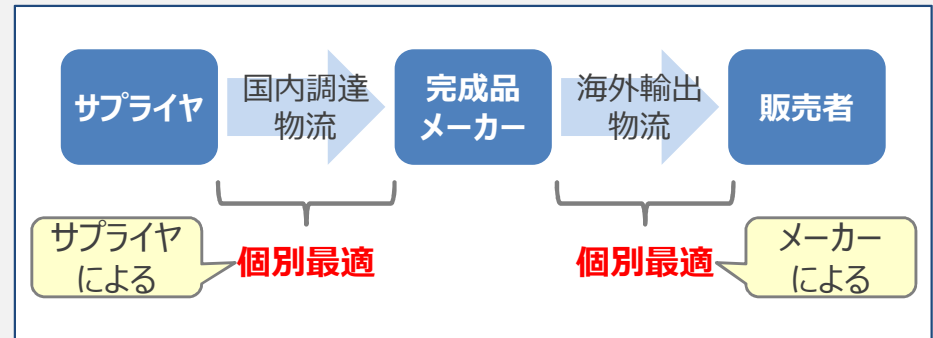 サプライヤ
国内調達
物流
完成品
メーカー
海外輸出
物流
販売者
サプライヤ
による
個別最適
個別最適
メーカー
による